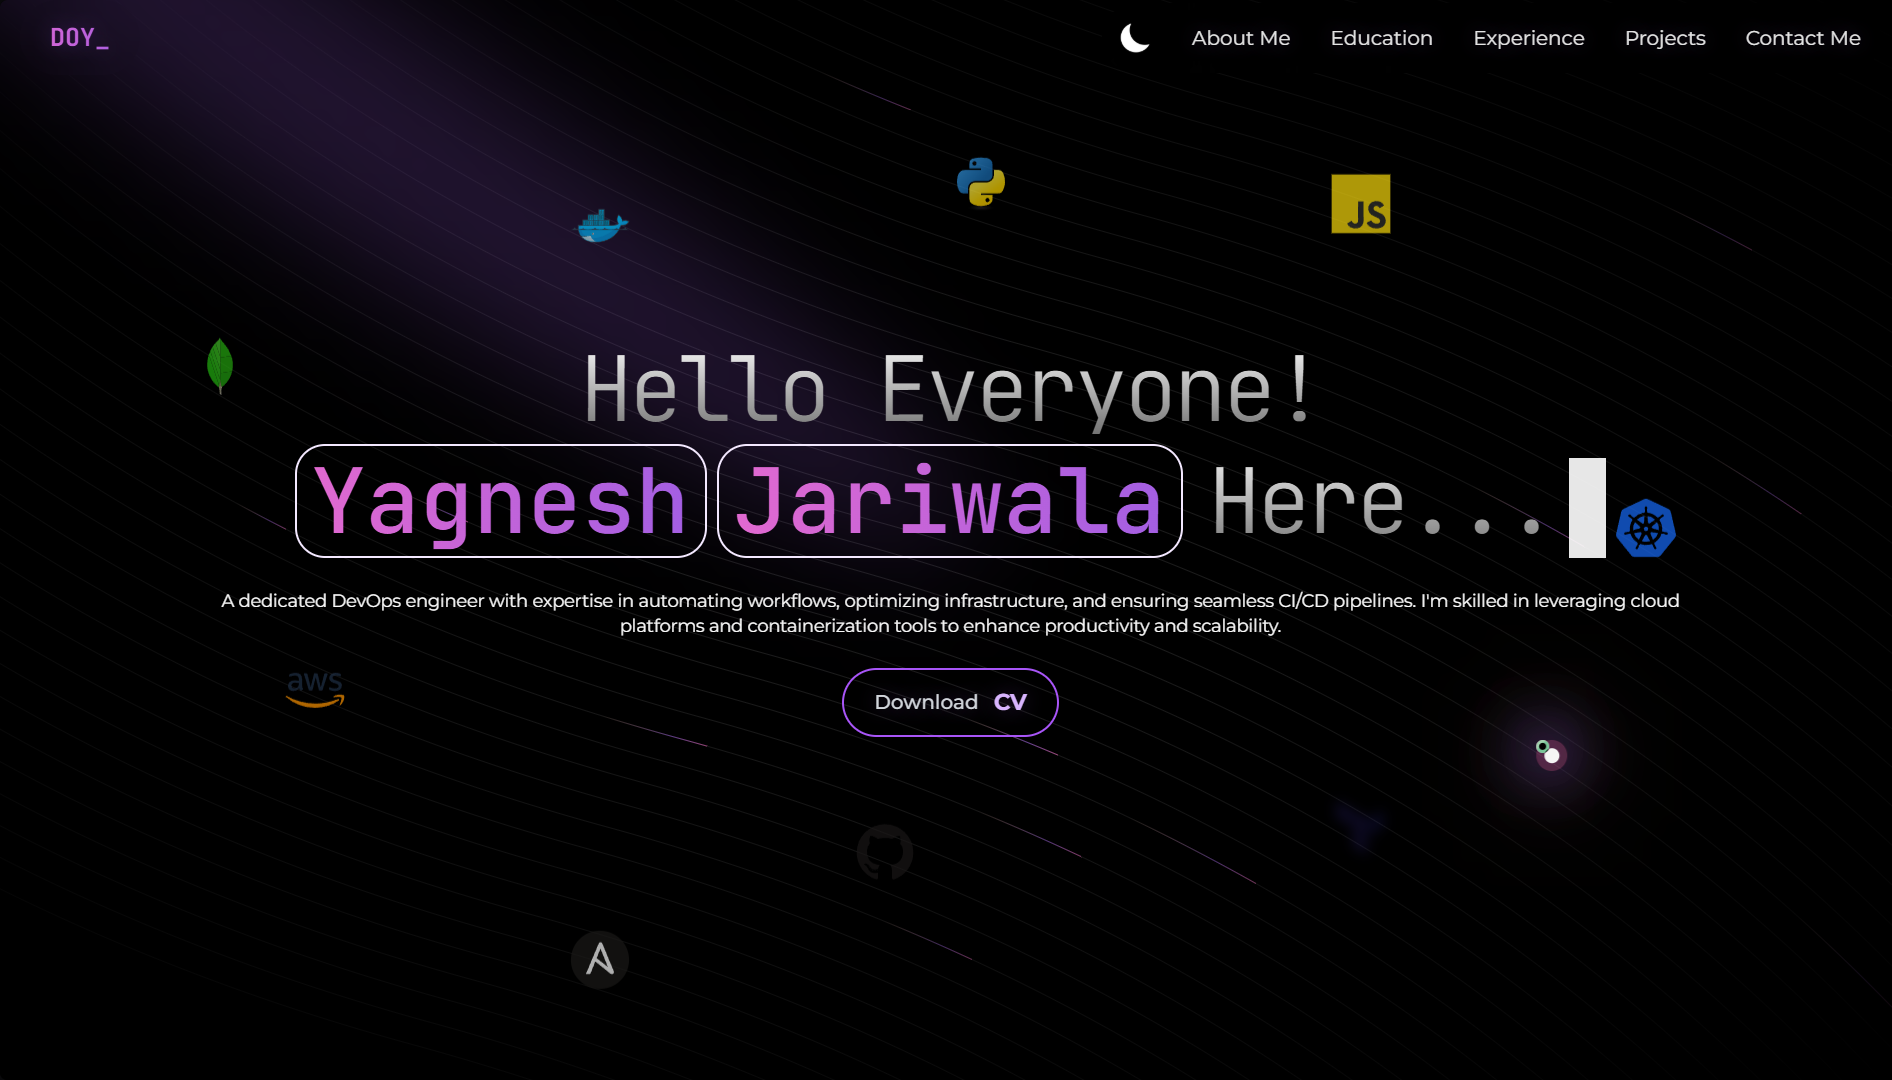 DOY_
About Me
Education
Experience
Projects
Contact Me
JS
Hello Everyone!
Yagnesh Jariwala Here...
A dedicated DevOps engineer with expertise in automating workflows, optimizing infrastructure, and ensuring seamless CI/CD pipelines. I'm skilled in leveraging cloud
platforms and containerization tools to enhance productivity and scalability.
aws
Download CV